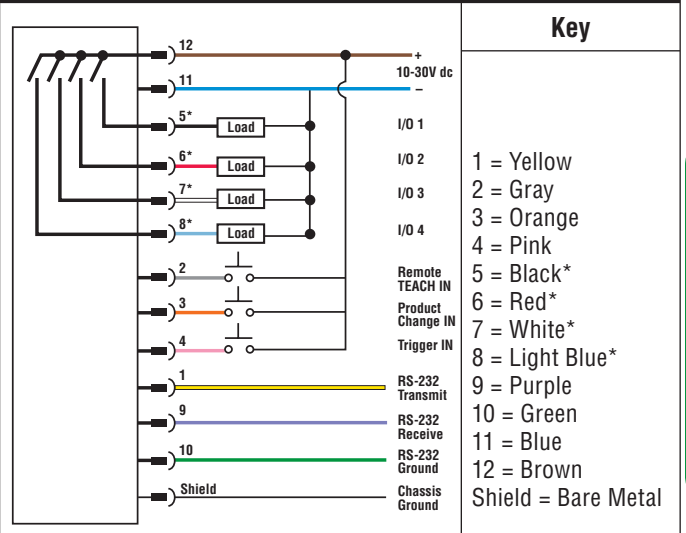 12
+
10-30V dc
11
–
5*
Load
I/O 1
6*
Load
I/O 2
7*
Load
I/O 3
8*
Load
I/O 4
2
Remote
TEACH IN
3
Product
Change IN
4
Trigger IN
1
RS-232
Transmit
9
RS-232
Receive
10
RS-232
Ground
Shield
Chassis
Ground
Key
1 = Yellow
2 = Gray
3 = Orange
4 = Pink
5 = Black*
6 = Red*
7 = White*
8 = Light Blue*
9 = Purple
10 = Green
11 = Blue
12 = Brown
Shield = Bare Metal